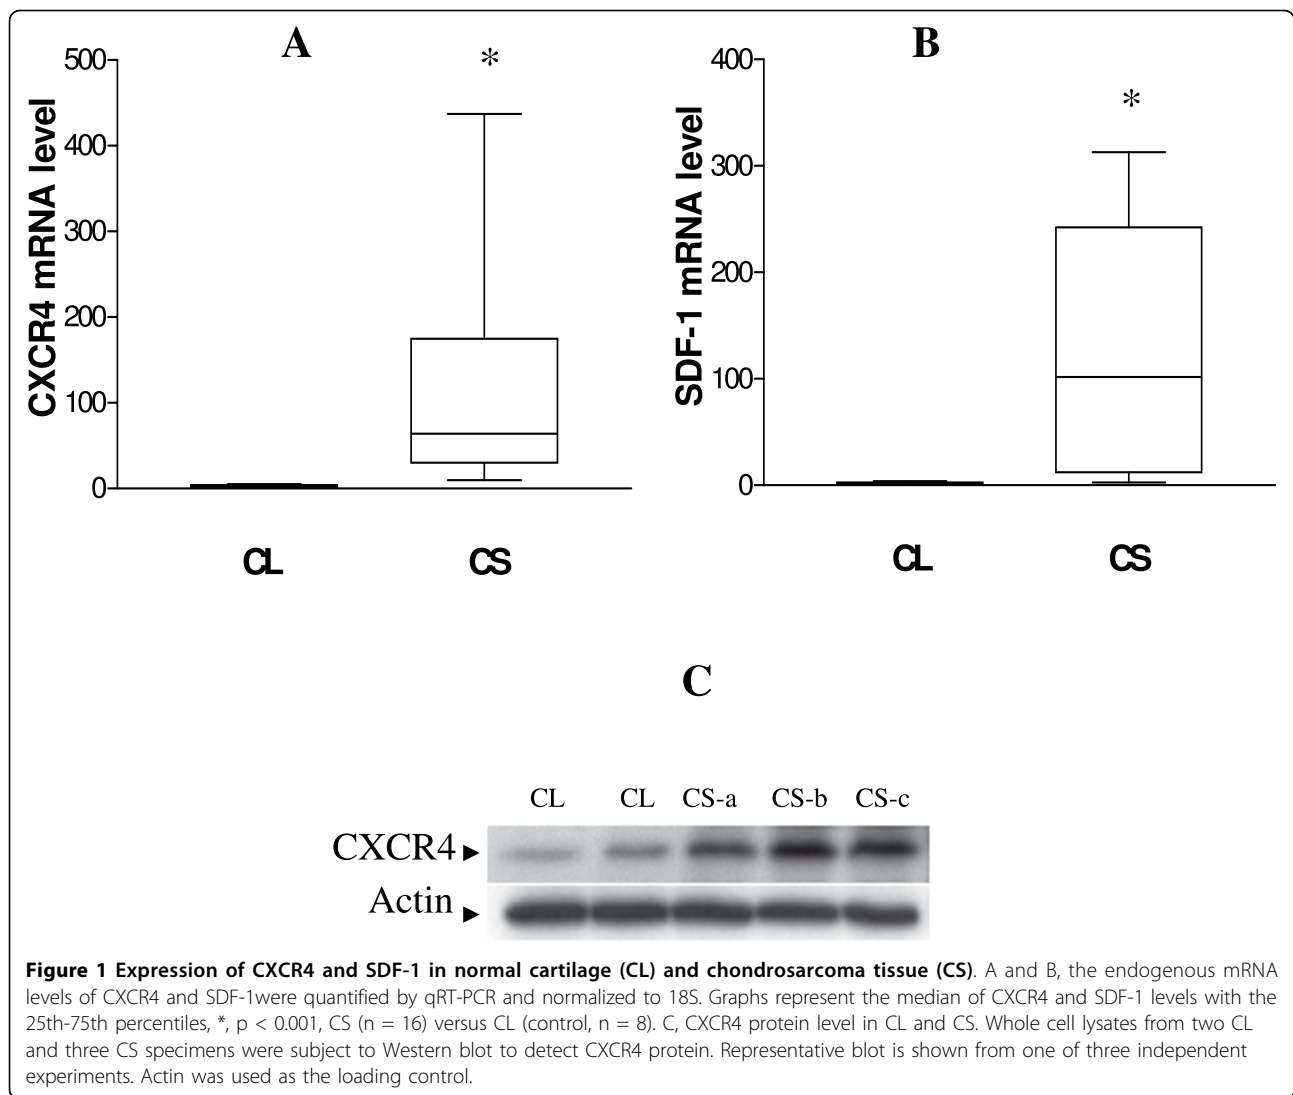 A
CXCR4 mRNA level
500
400
300
200
100
0
*
CL CS
B
SDF-1 mRNA level
400
300
200
100
0
*
CL CS
C
CL CL CS-a CS-b CS-c
CXCR4
Actin
Figure 1 Expression of CXCR4 and SDF-1 in normal cartilage (CL) and chondrosarcoma tissue (CS). A and B, the endogenous mRNA
levels of CXCR4 and SDF-1were quantified by qRT-PCR and normalized to 18S. Graphs represent the median of CXCR4 and SDF-1 levels with the
25th-75th percentiles, *, p < 0.001, CS (n = 16) versus CL (control, n = 8). C, CXCR4 protein level in CL and CS. Whole cell lysates from two CL
and three CS specimens were subject to Western blot to detect CXCR4 protein. Representative blot is shown from one of three independent
experiments. Actin was used as the loading control.